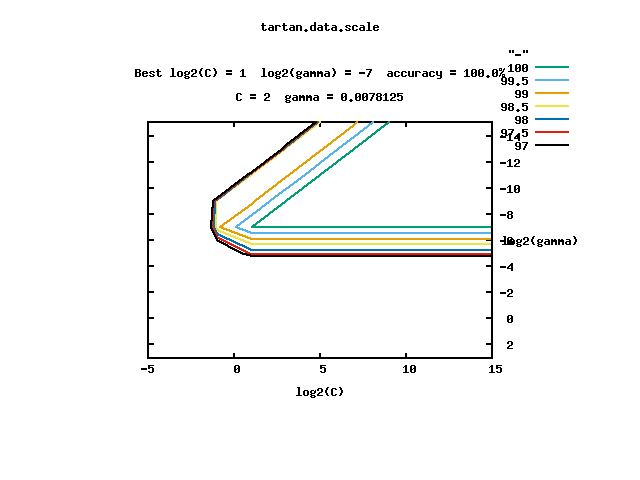 tartan.data.scale
"-"
Best log2(C) = 1  log2(gamma) = -7  accuracy = 100.0%
100
99.5
C = 2  gamma = 0.0078125
99
98.5
98
97.5
97
-14
-12
-10
-8
-6
log2(gamma)
-4
-2
0
2
-5 0 5 10 15
log2(C)